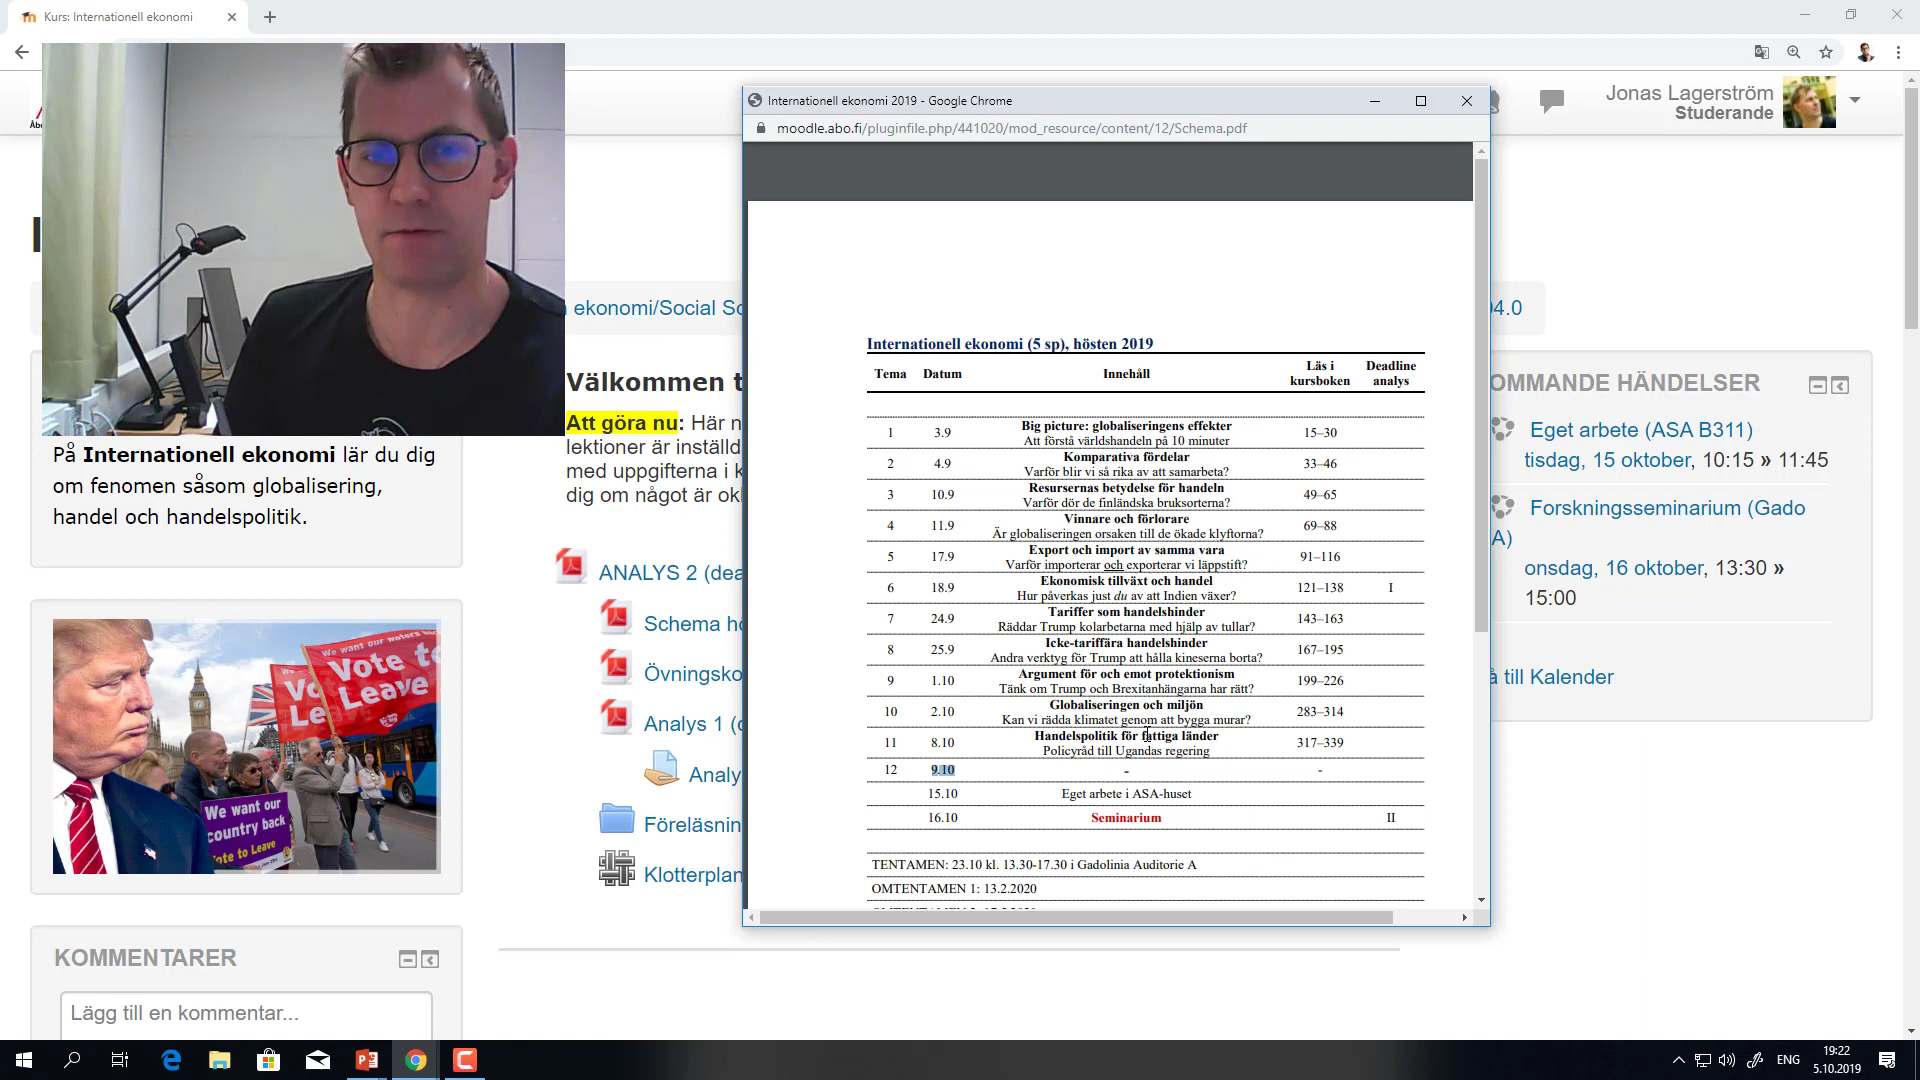 Kurs: Internationell ekonomi
Internationell ekonomi 2019 - Google Chrome
moodle.abo.fi/pluginfile.php/441020/mod_resource/content/12/Schema.pdf
Jonas Lagerström
Studerande
ekonomi/Social Sc
04.0
På Internationell ekonomi lär du dig
om fenomen såsom globalisering,
handel och handelspolitik.
Vote to
Leave
We want our
country back
Vote to Leave
KOMMENTARER
Lägg till en kommentar...
Välkommen t
Att göra nu: Här n
lektioner är inställd
med uppgifterna i k
dig om något är okl
ANALYS 2 (dea
Schema hö
Övningsko
Analys 1 (d
Analy
Föreläsnin
Klotterplan
Internationell ekonomi (5 sp), hösten 2019
Tema Datum Innehåll Läs i kursboken Deadline analys
1 3.9 Big picture: globaliseringens effekter 15–30
Att förstå världshandeln på 10 minuter
2 4.9 Komparativa fördelar 33–46
Varför blir vi så rika av att samarbeta?
3 10.9 Resursernas betydelse för handeln 49–65
Varför dör de finländska bruksorterna?
4 11.9 Vinnare och förlorare 69–88
Är globaliseringen orsaken till de ökade klyftorna?
5 17.9 Export och import av samma vara 91–116
Varför importerar och exporterar vi läppstift?
6 18.9 Ekonomisk tillväxt och handel 121–138 I
Hur påverkas just du av att Indien växer?
7 24.9 Tariffer som handelshinder 143–163
Räddar Trump kolarbetarna med hjälp av tullar?
8 25.9 Icke-tariffära handelshinder 167–195
Andra verktyg för Trump att hålla kineserna borta?
9 1.10 Argument för och emot protektionism 199–226
Tänk om Trump och Brexitanhängarna har rätt?
10 2.10 Globaliseringen och miljön 283–314
Kan vi rädda klimatet genom att bygga murar?
11 8.10 Handelspolitik för fattiga länder 317–339
Policyråd till Ugandas regering
12 9.10 - -
15.10 Eget arbete i ASA-huset
16.10 Seminarium II
TENTAMEN: 23.10 kl. 13.30-17.30 i Gadolinia Auditorie A
OMTENTAMEN 1: 13.2.2020
OMMANDE HÄNDELSER
Eget arbete (ASA B311)
tisdag, 15 oktober, 10:15 » 11:45
Forskningsseminarium (Gado
A)
onsdag, 16 oktober, 13:30 »
15:00
å till Kalender
ENG
19:22
5.10.2019